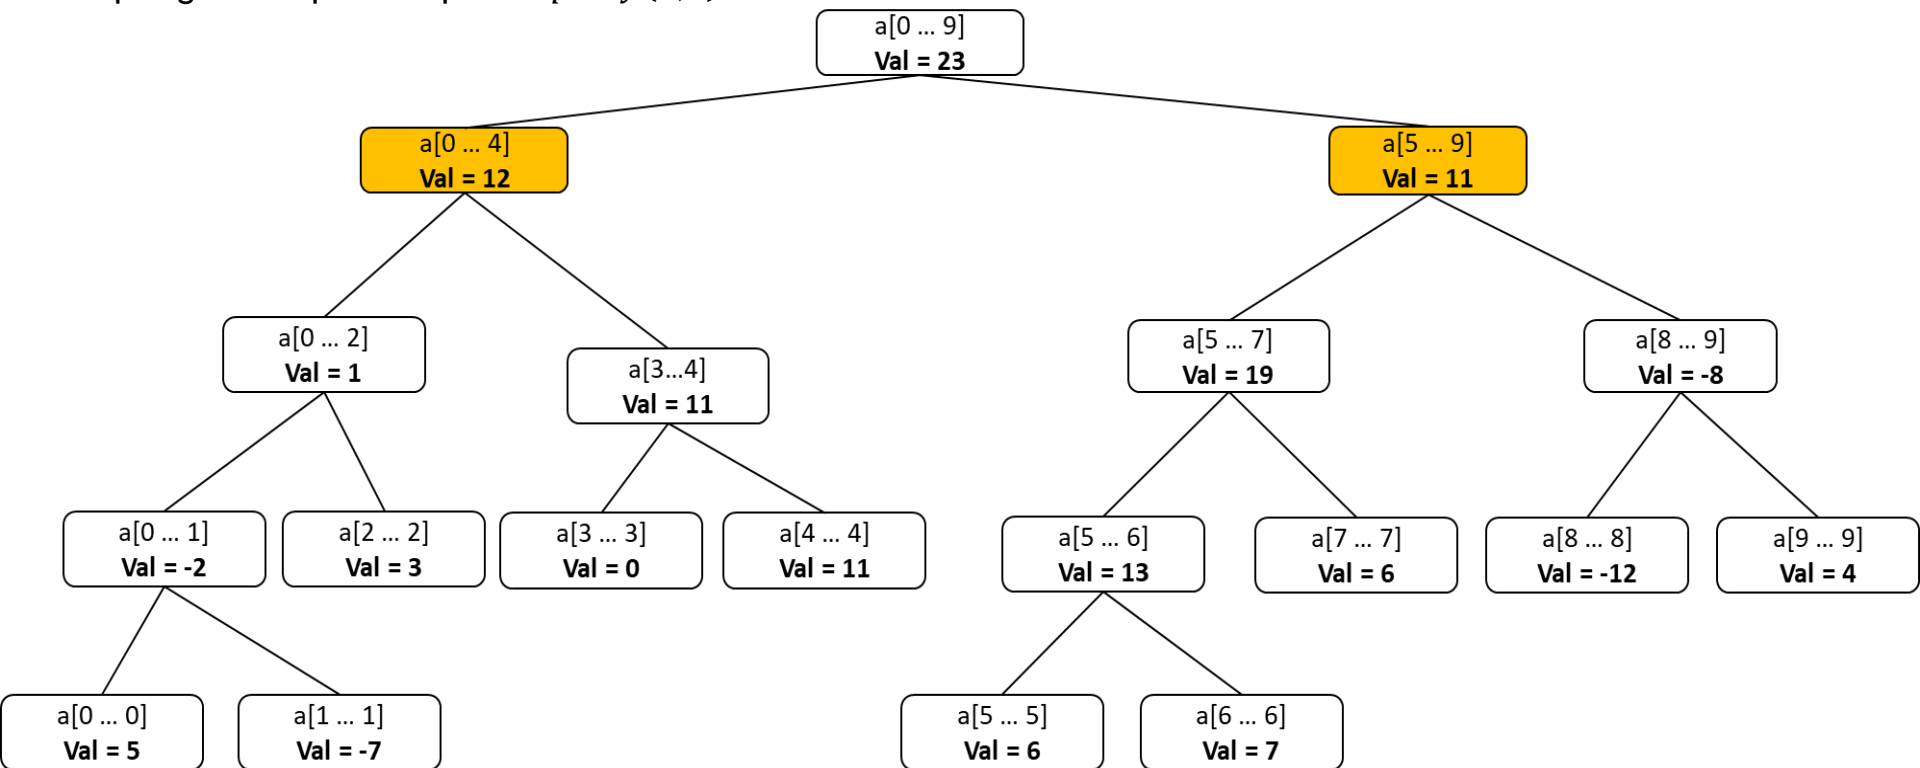 a[0 ... 9]
Val = 23
a[0 ... 4]
Val = 12
a[5 ... 9]
Val = 11
a[0 ... 2]
Val = 1
a[3...4]
Val = 11
a[5 ... 7]
Val = 19
a[8 ... 9]
Val = -8
a[0 ... 1]
Val = -2
a[2 ... 2]
Val = 3
a[3 ... 3]
Val = 0
a[4 ... 4]
Val = 11
a[5 ... 6]
Val = 13
a[7 ... 7]
Val = 6
a[8 ... 8]
Val = -12
a[9 ... 9]
Val = 4
a[0 ... 0]
Val = 5
a[1 ... 1]
Val = -7
a[5 ... 5]
Val = 6
a[6 ... 6]
Val = 7